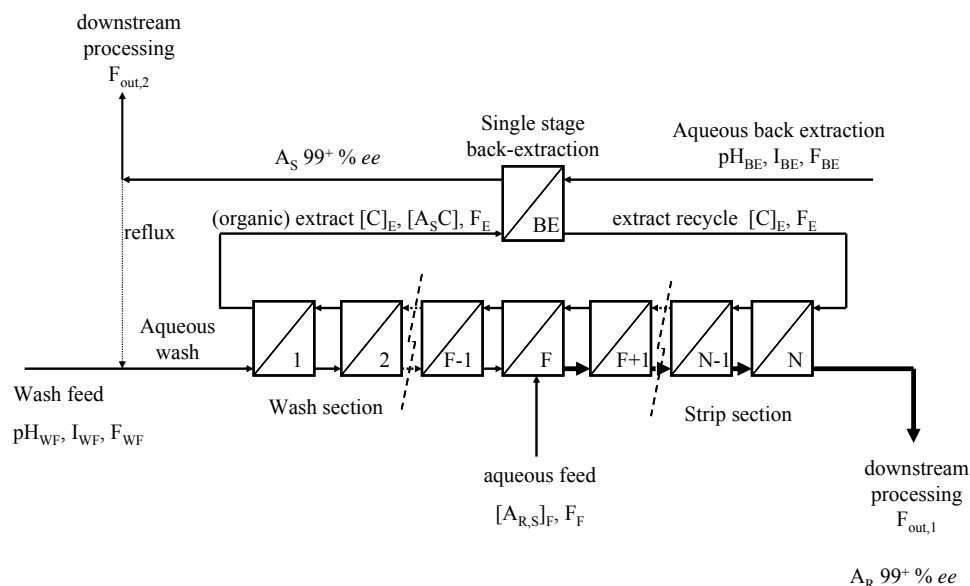 downstream
processing
F_out,2
Single stage
back-extraction
Aqueous back extraction
pH_BE, I_BE, F_BE
A_S 99⁺ % ee
BE
(organic) extract [C]_E, [A_SC], F_E
extract recycle [C]_E, F_E
reflux
Aqueous
wash
1
2
F-1
F
F+1
N-1
N
Wash feed
Wash section
Strip section
pH_WF, I_WF, F_WF
aqueous feed
[A_R,S]_F, F_F
downstream
processing
F_out,1
A_R 99⁺ % ee